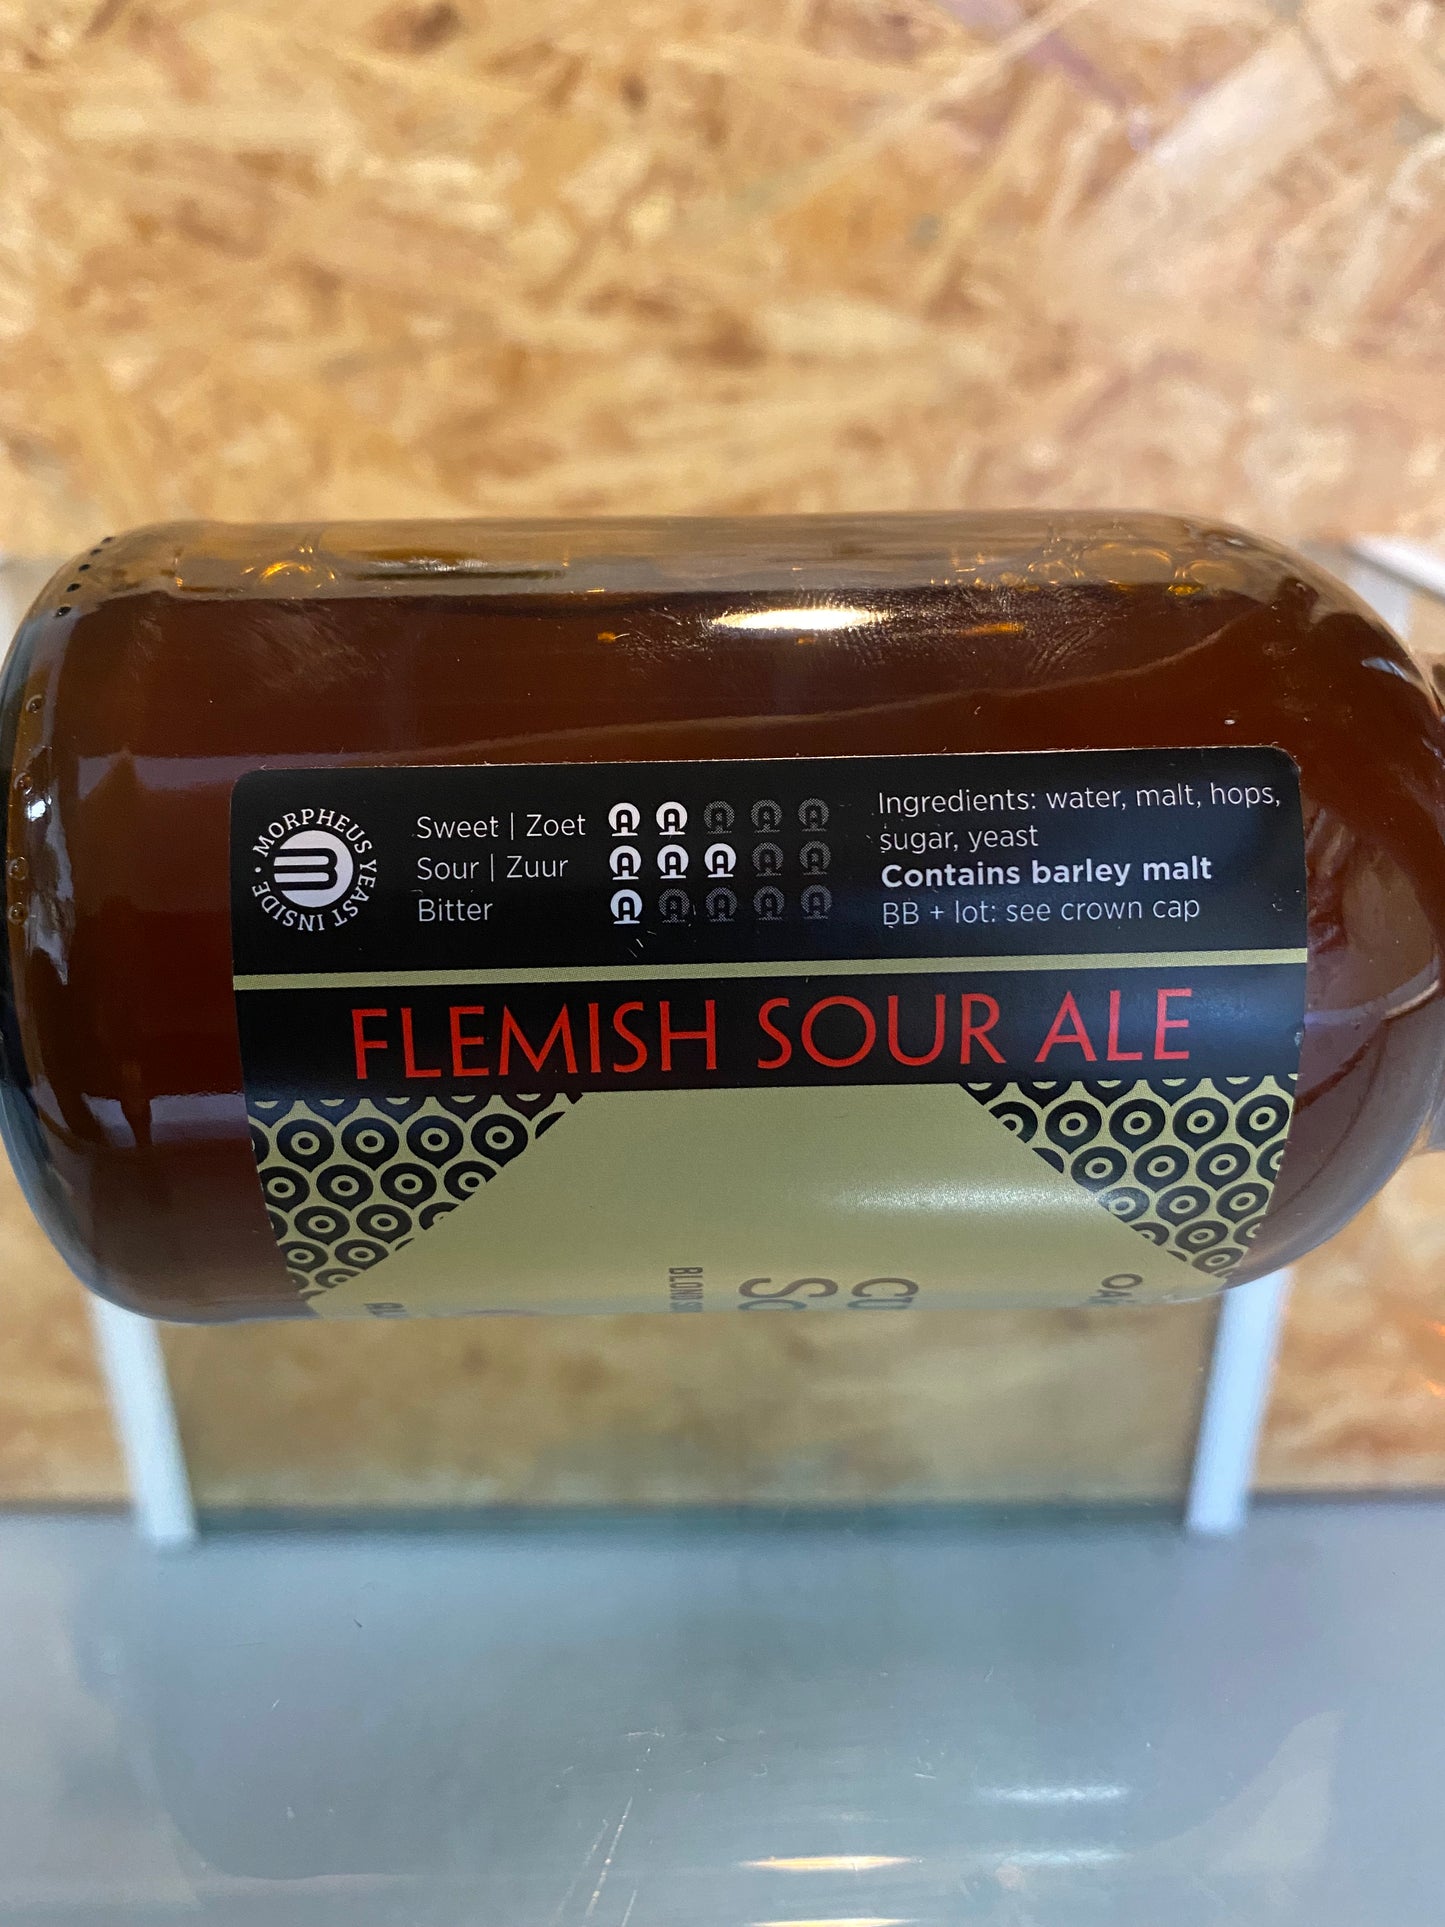 MORPHEUS YEAST INSIDE
Sweet | Zoet
Sour | Zuur
Bitter
Ingredients: water, malt, hops,
sugar, yeast
Contains barley malt
BB + lot: see crown cap
FLEMISH SOUR ALE
BLOND